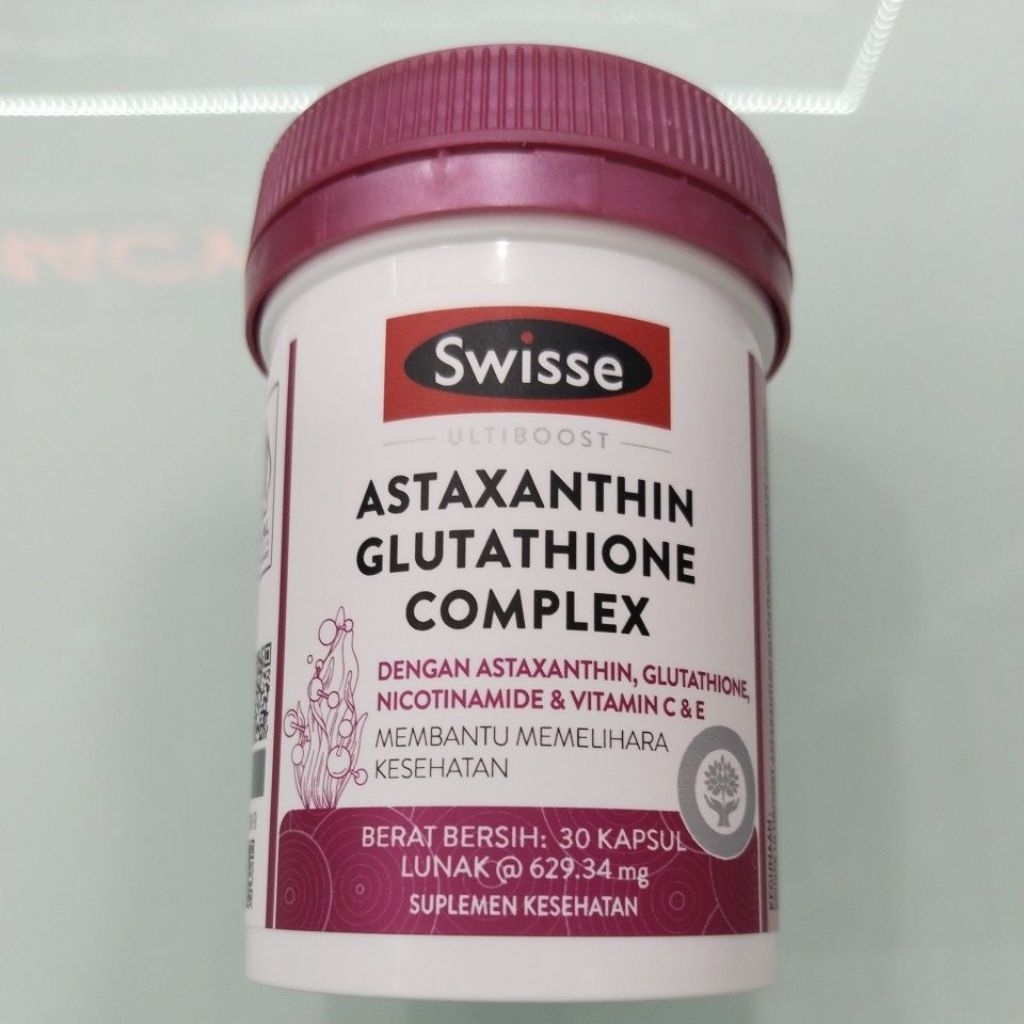 Swisse
ULTIBOOST
ASTAXANTHIN
GLUTATHIONE
COMPLEX
DENGAN ASTAXANTHIN, GLUTATHIONE,
NICOTINAMIDE & VITAMIN C & E
MEMBANTU MEMELIHARA
KESEHATAN
BERAT BERSIH: 30 KAPSUL
LUNAK @ 629.34 mg
SUPLEMEN KESEHATAN